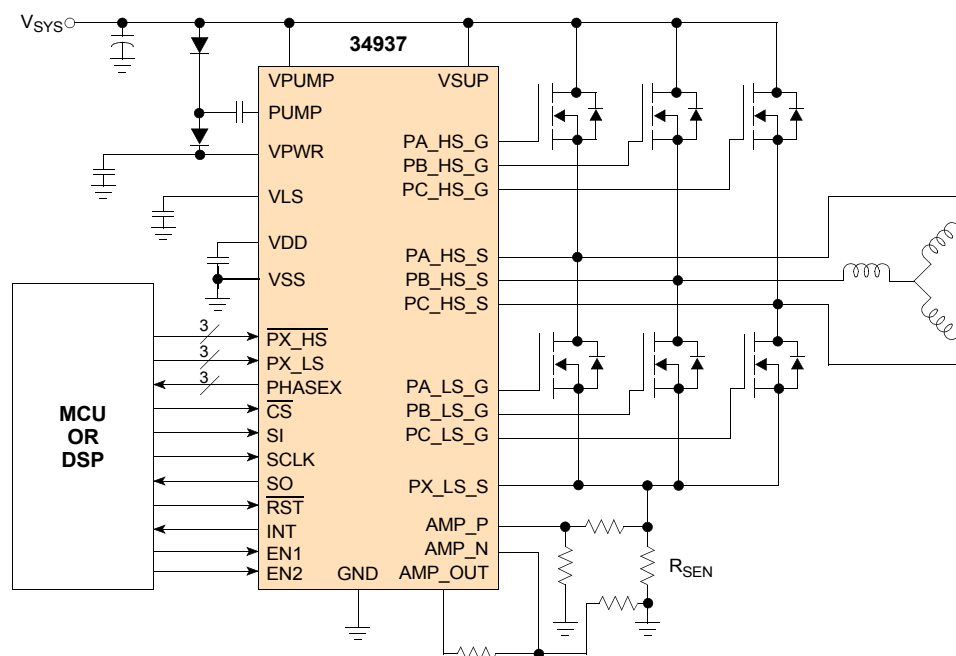 VSYS
34937
VPUMP
VSUP
PUMP
VPWR
VLS
VDD
VSS
PA_HS_G
PB_HS_G
PC_HS_G
PA_HS_S
PB_HS_S
PC_HS_S
MCU
OR
DSP
3
3
3
PX_HS
PX_LS
PHASEX
CS
SI
SCLK
SO
RST
INT
EN1
EN2
GND
PA_LS_G
PB_LS_G
PC_LS_G
PX_LS_S
AMP_P
AMP_N
AMP_OUT
RSEN